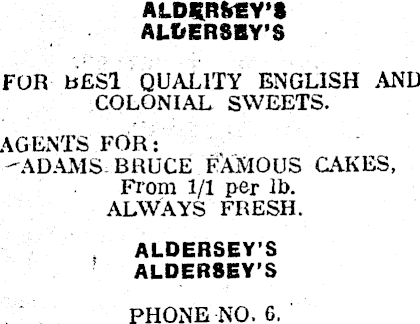 ALDERSEY'S
ALDERSEY'S
FOR BEST QUALITY ENGLISH AND
COLONIAL SWEETS.
AGENTS FOR:
ADAMS BRUCE FAMOUS CAKES,
From 1/1 per lb.
ALWAYS FRESH.
ALDERSEY'S
ALDERSEY'S
PHONE NO. 6.